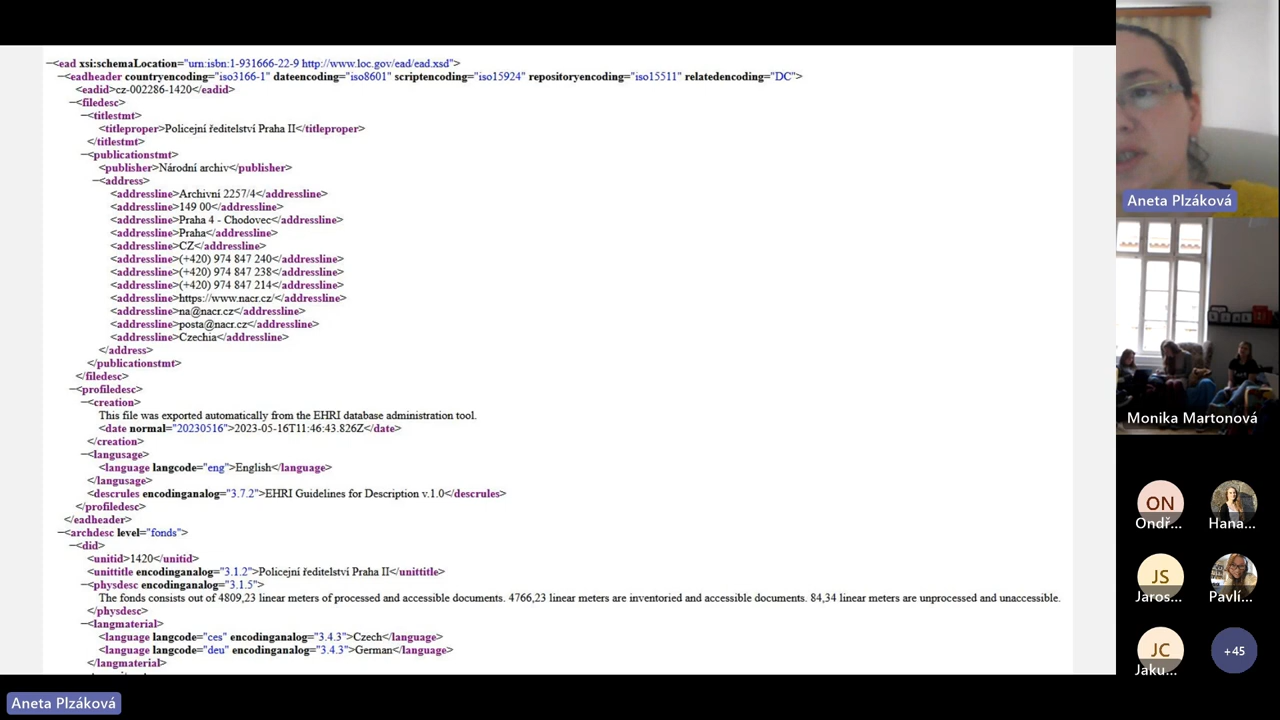 —<ead xsi:schemaLocation="urn:isbn:1-931666-22-9 http://www.loc.gov/ead/ead.xsd">
—<eadheader countryencoding="iso3166-1" dateencoding="iso8601" scriptencoding="iso15924" repositoryencoding="iso15511" relatedencoding="DC">
<eadid>cz-002286-1420</eadid>
—<filedesc>
—<titlestmt>
<titleproper>Policejní ředitelství Praha II</titleproper>
</titlestmt>
—<publicationstmt>
<publisher>Národní archiv</publisher>
—<address>
<addressline>Archivní 2257/4</addressline>
<addressline>149 00</addressline>
<addressline>Praha 4 - Chodovec</addressline>
<addressline>Praha</addressline>
<addressline>CZ</addressline>
<addressline>(+420) 974 847 240</addressline>
<addressline>(+420) 974 847 238</addressline>
<addressline>(+420) 974 847 214</addressline>
<addressline>https://www.nacr.cz/</addressline>
<addressline>na@nacr.cz</addressline>
<addressline>posta@nacr.cz</addressline>
<addressline>Czechia</addressline>
</address>
</publicationstmt>
</filedesc>
—<profiledesc>
—<creation>
This file was exported automatically from the EHRI database administration tool.
<date normal="20230516">2023-05-16T11:46:43.826Z</date>
</creation>
—<langusage>
<language langcode="eng">English</language>
</langusage>
<descrules encodinganalog="3.7.2">EHRI Guidelines for Description v.1.0</descrules>
</profiledesc>
</eadheader>
—<archdesc level="fonds">
—<did>
<unitid>1420</unitid>
<unittitle encodinganalog="3.1.2">Policejní ředitelství Praha II</unittitle>
—<physdesc encodinganalog="3.1.5">
The fonds consists out of 4809,23 linear meters of processed and accessible documents. 4766,23 linear meters are inventoried and accessible documents. 84,34 linear meters are unprocessed and unaccessible.
</physdesc>
—<langmaterial>
<language langcode="ces" encodinganalog="3.4.3">Czech</language>
<language langcode="deu" encodinganalog="3.4.3">German</language>
</langmaterial>
Aneta Plzáková
Monika Martonová
ON
Ondř...
Hana...
JS
Jaros...
Pavlí...
JC
Jaku...
+45
Aneta Plzáková